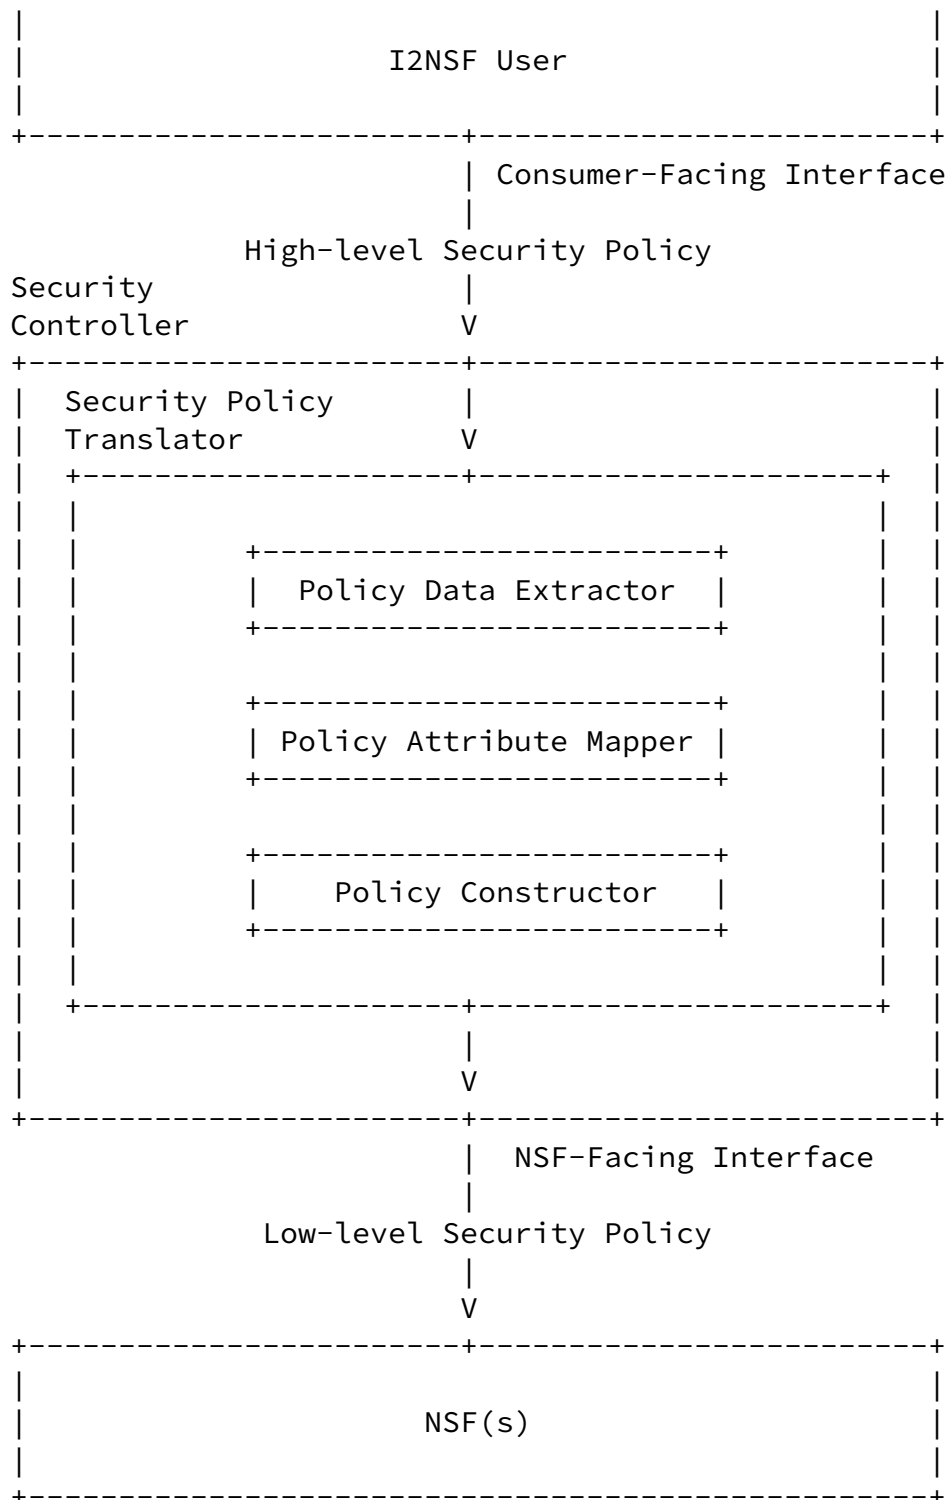 I2NSF User
Consumer-Facing Interface
High-level Security Policy
Security
Controller V
Security Policy
Translator V
Policy Data Extractor
Policy Attribute Mapper
Policy Constructor
V
NSF-Facing Interface
Low-level Security Policy
V
NSF(s)